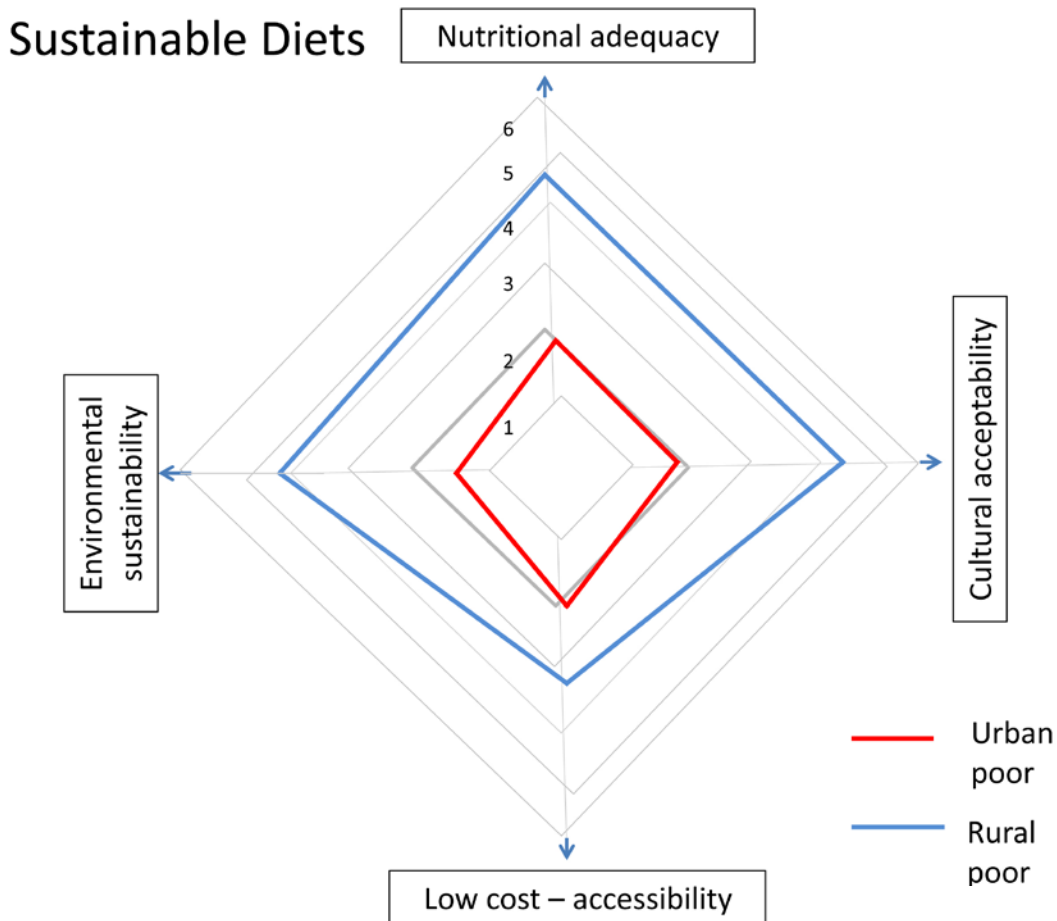 Sustainable Diets
Nutritional adequacy
6
5
4
3
2
1
Environmental
sustainability
Cultural acceptability
Low cost – accessibility
Urban
poor
Rural
poor